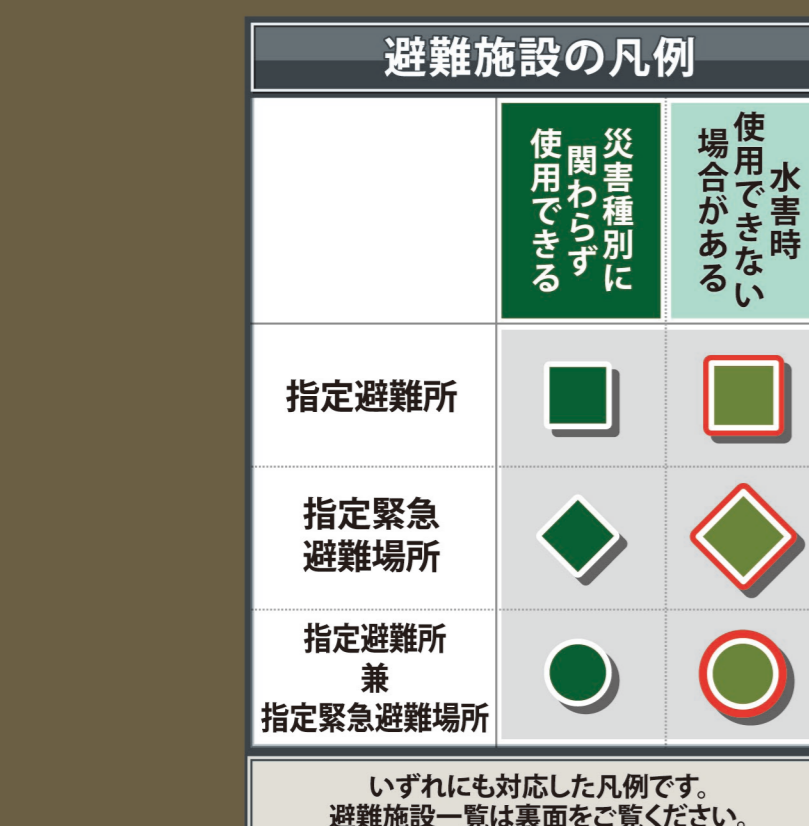 避難施設の凡例
災害種別に
関わらず
使用できる
水害時
使用できない
場合がある
指定避難所
指定緊急
避難場所
指定避難所
兼
指定緊急避難場所
いずれにも対応した凡例です。
避難施設一覧は裏面をご覧ください。